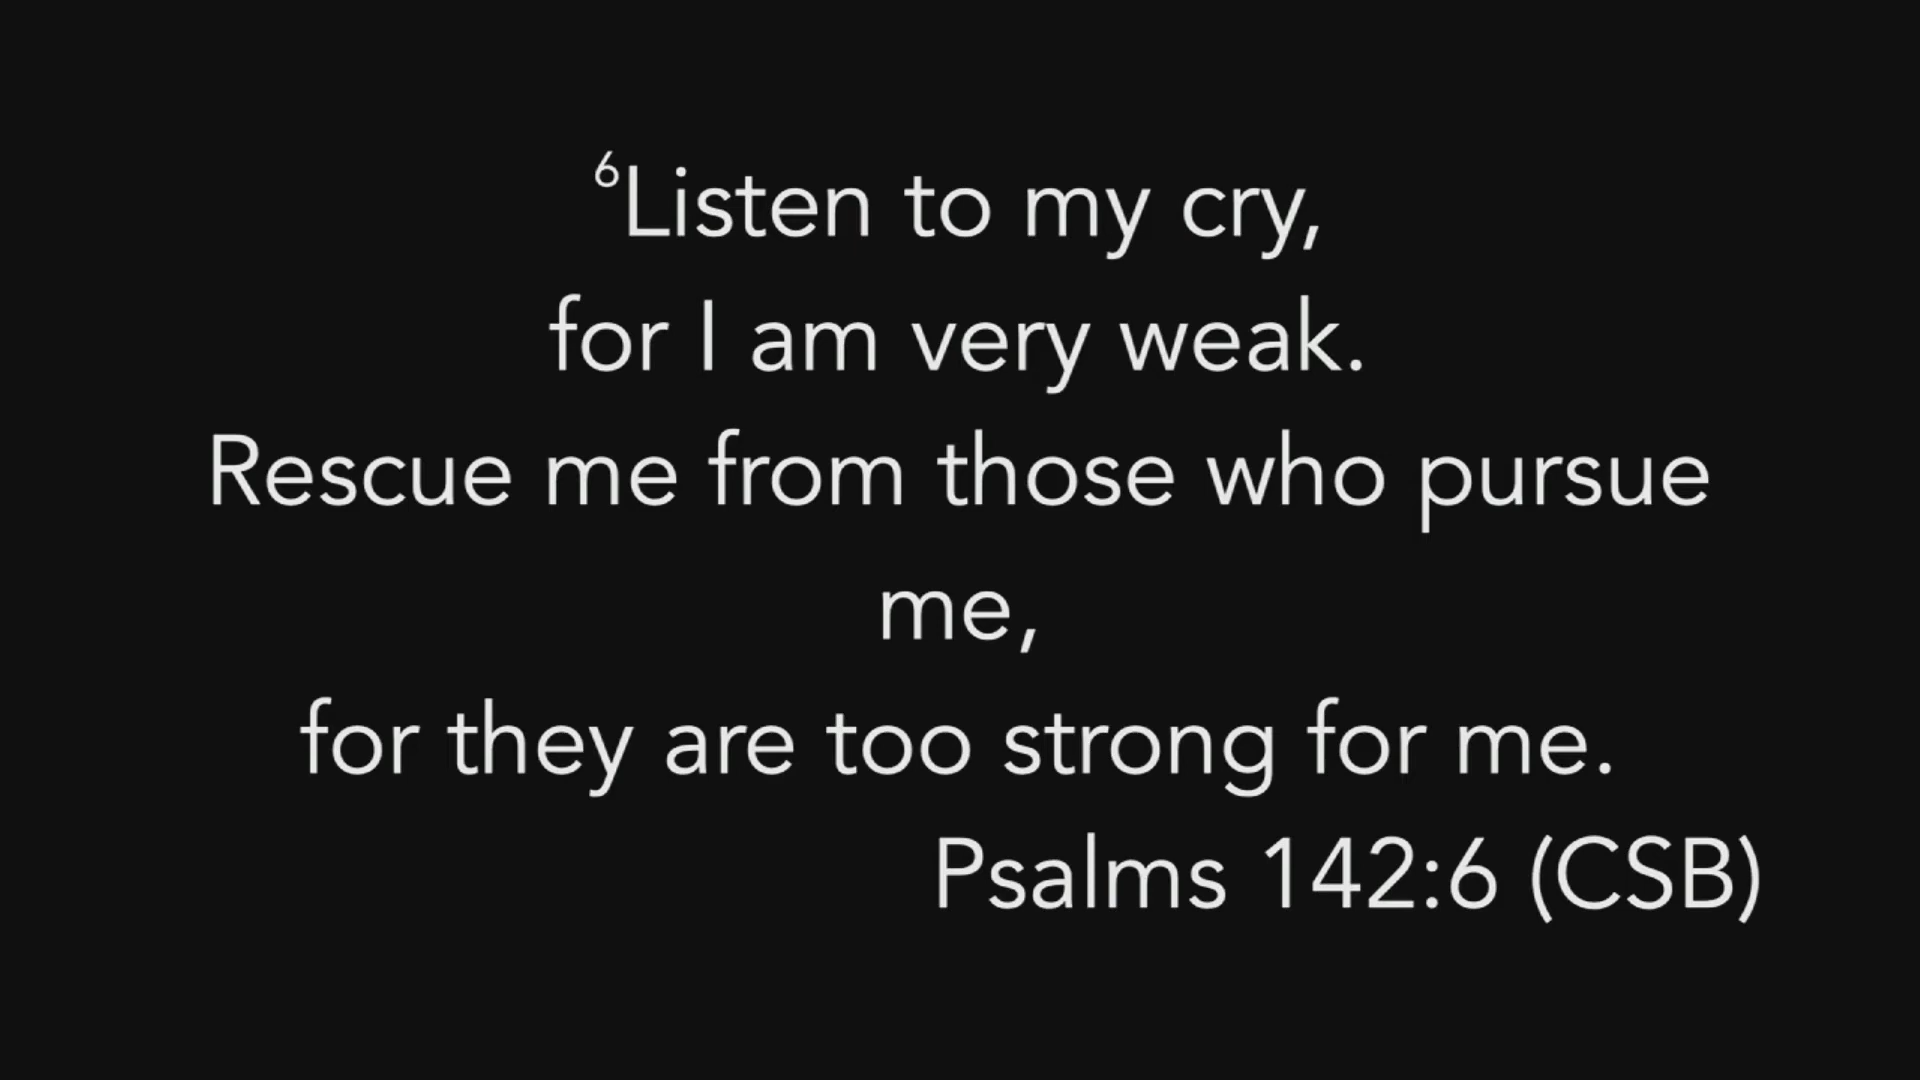 ⁶Listen to my cry,
for I am very weak.
Rescue me from those who pursue
me,
for they are too strong for me.
Psalms 142:6 (CSB)